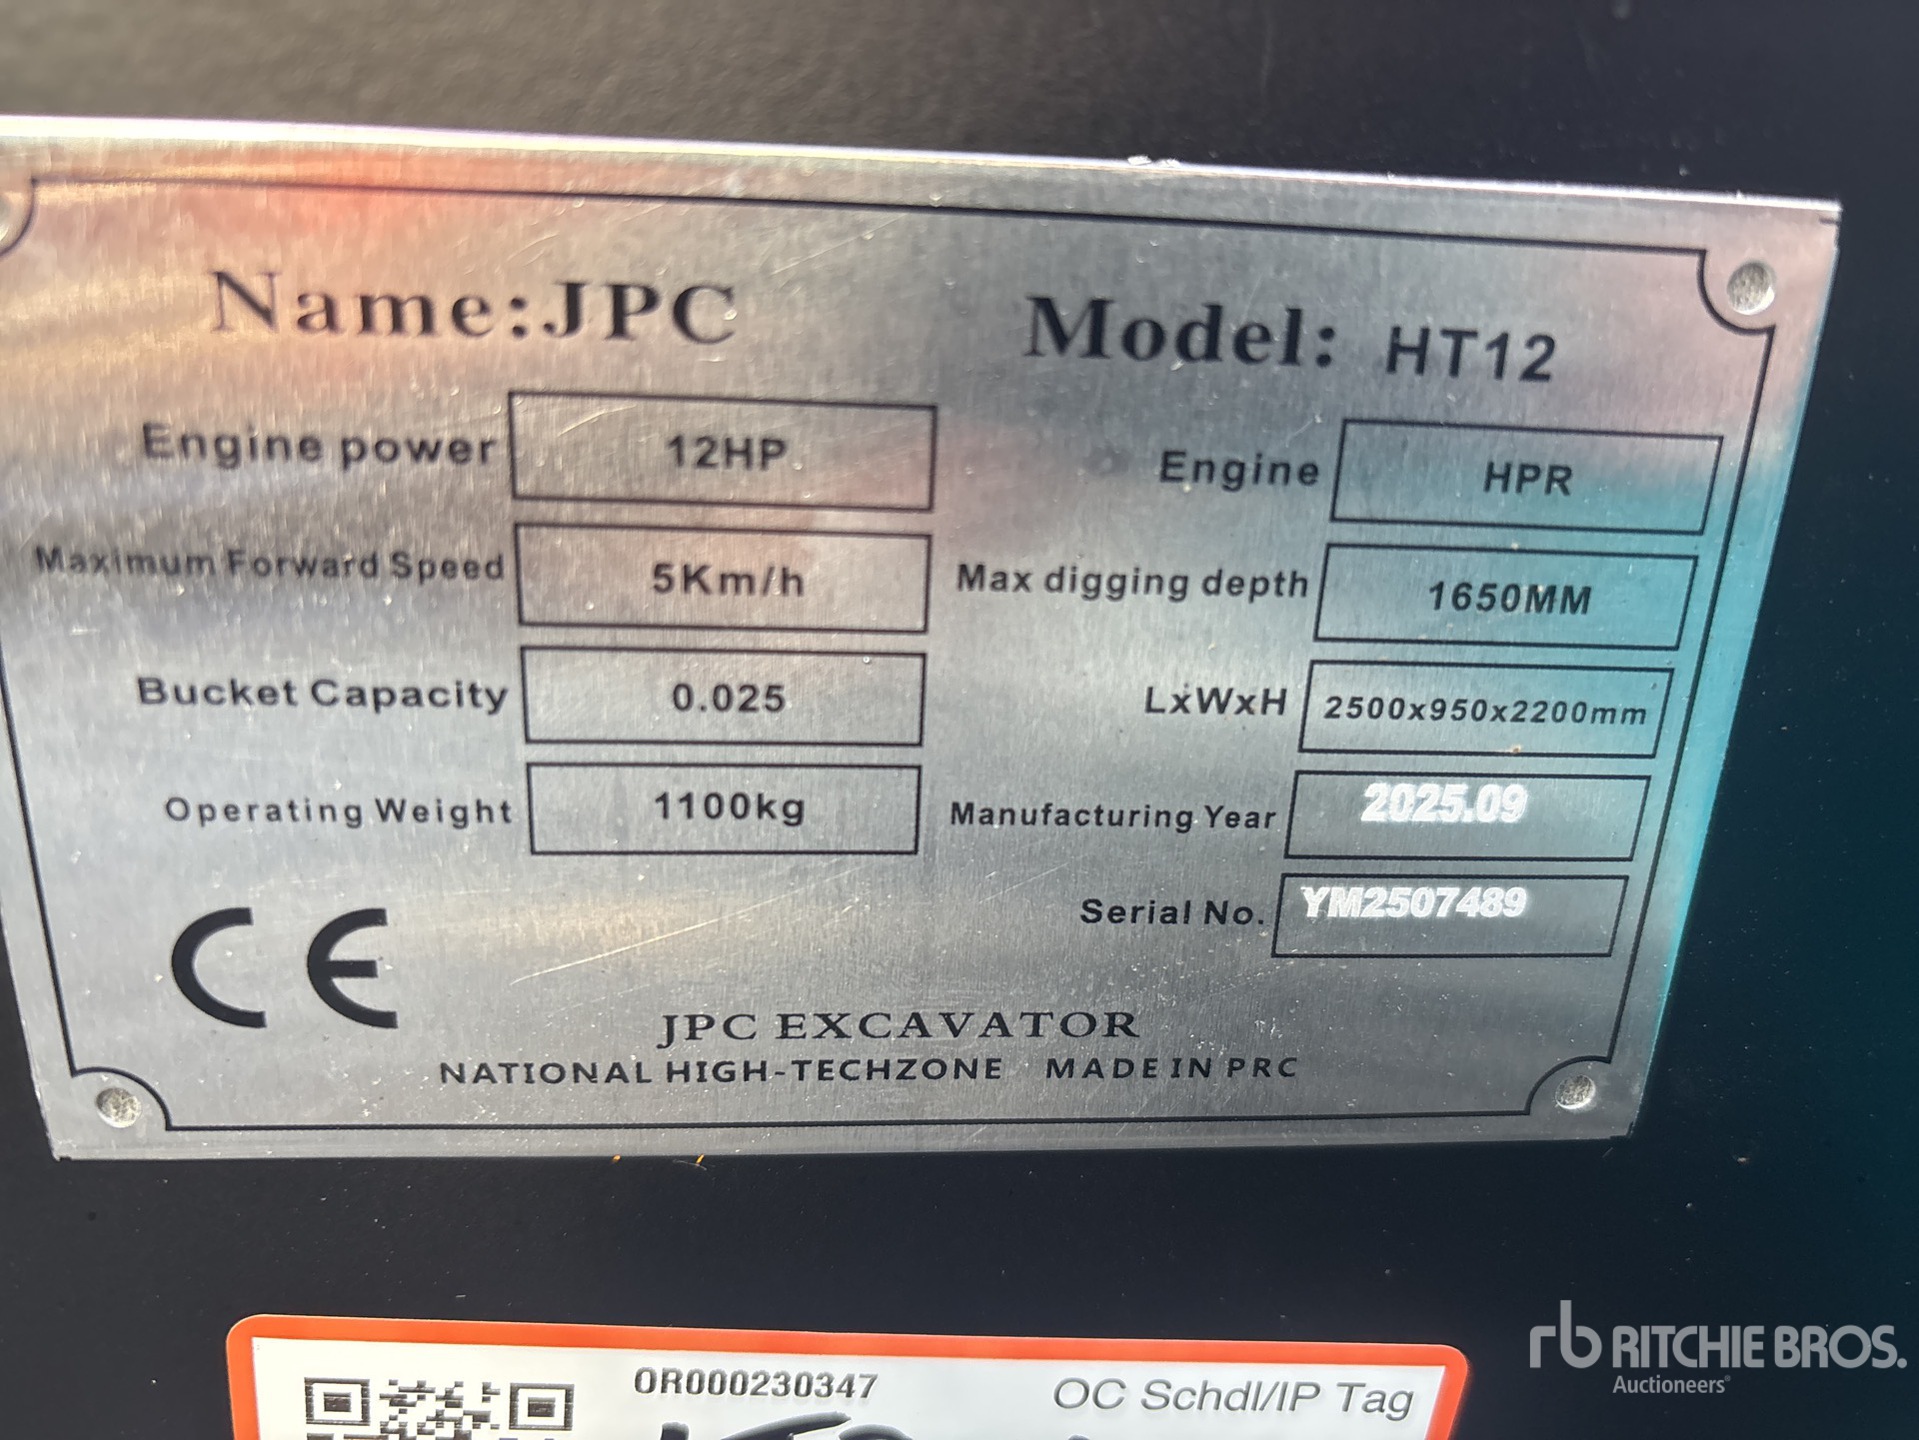 Name:JPC Model: HT12
Engine power 12HP Engine HPR
Maximum Forward Speed 5Km/h Max digging depth 1650MM
Bucket Capacity 0.025 LxWxH 2500x950x2200mm
Operating Weight 1100kg Manufacturing Year 2025.09
Serial No. YM2507489
CE
JPC EXCAVATOR
NATIONAL HIGH-TECHZONE MADE IN PRC
OR000230347 OC Schdl/IP Tag
rb RITCHIE BROS.
Auctioneers®